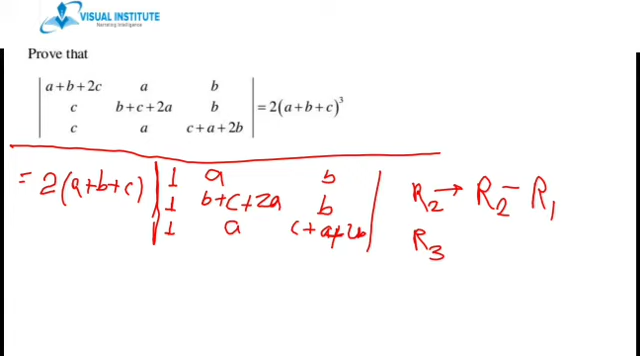 VISUAL INSTITUTE
Narrating Intelligence
Prove that
| a+b+2c   a   b |
| c   b+c+2a   b | = 2(a+b+c)³
| c   a   c+a+2b |
= 2(a+b+c) | 1   a   b |
| 1   b+c+2a   b |   R₂ → R₂ − R₁
| 1   a   c+a+2b |   R₃